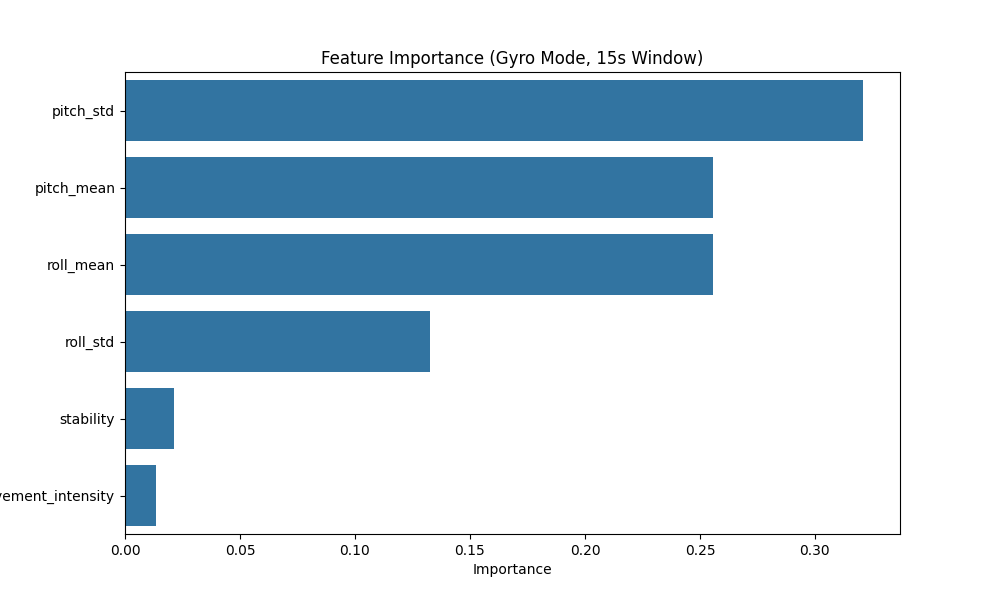 Feature Importance (Gyro Mode, 15s Window)
pitch_std
pitch_mean
roll_mean
roll_std
stability
vement_intensity
0.00 0.05 0.10 0.15 0.20 0.25 0.30
Importance